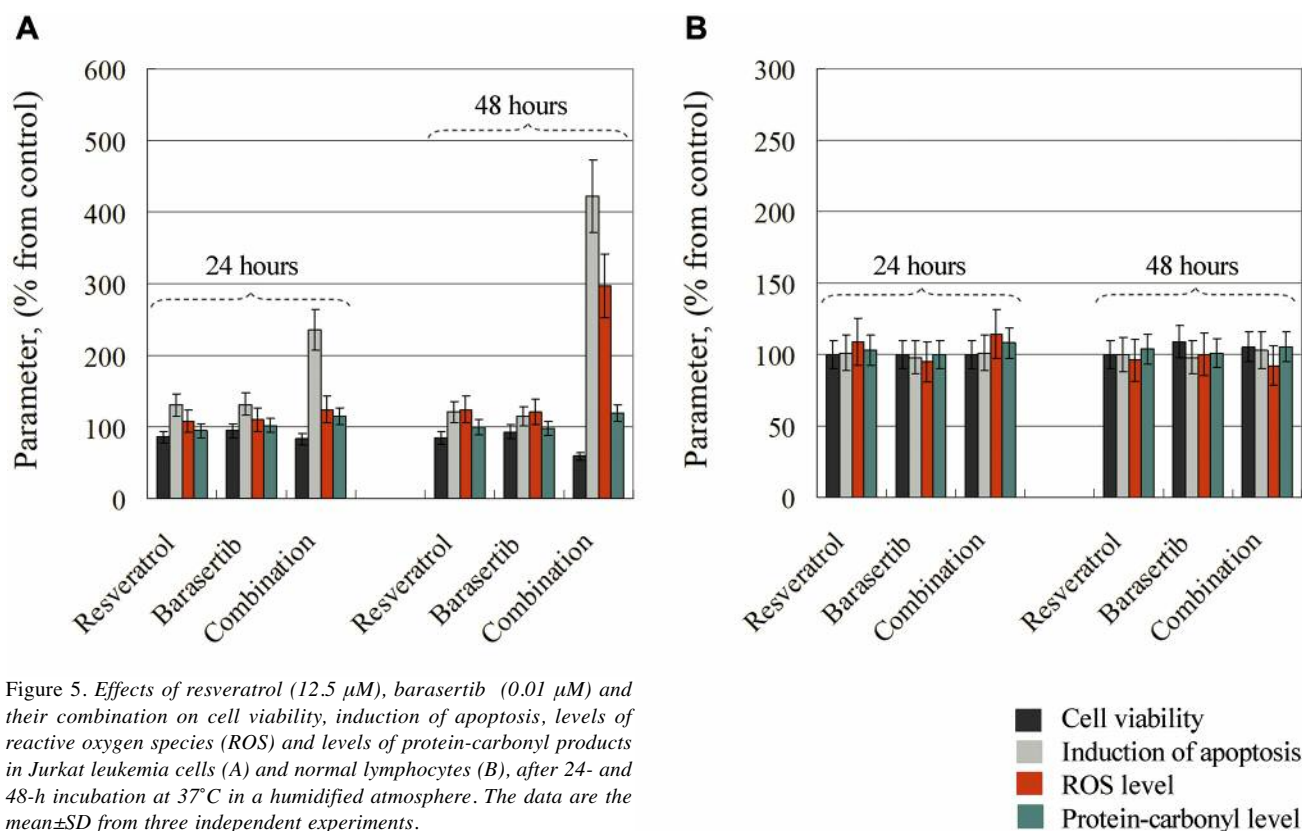 A
B
Parameter, (% from control)
600
500
400
300
200
100
0
24 hours
48 hours
Resveratrol
Barasertib
Combination
Resveratrol
Barasertib
Combination
Parameter, (% from control)
300
250
200
150
100
50
0
24 hours
48 hours
Resveratrol
Barasertib
Combination
Resveratrol
Barasertib
Combination
Figure 5. Effects of resveratrol (12.5 µM), barasertib (0.01 µM) and
their combination on cell viability, induction of apoptosis, levels of
reactive oxygen species (ROS) and levels of protein-carbonyl products
in Jurkat leukemia cells (A) and normal lymphocytes (B), after 24- and
48-h incubation at 37˚C in a humidified atmosphere. The data are the
mean±SD from three independent experiments.
Cell viability
Induction of apoptosis
ROS level
Protein-carbonyl level